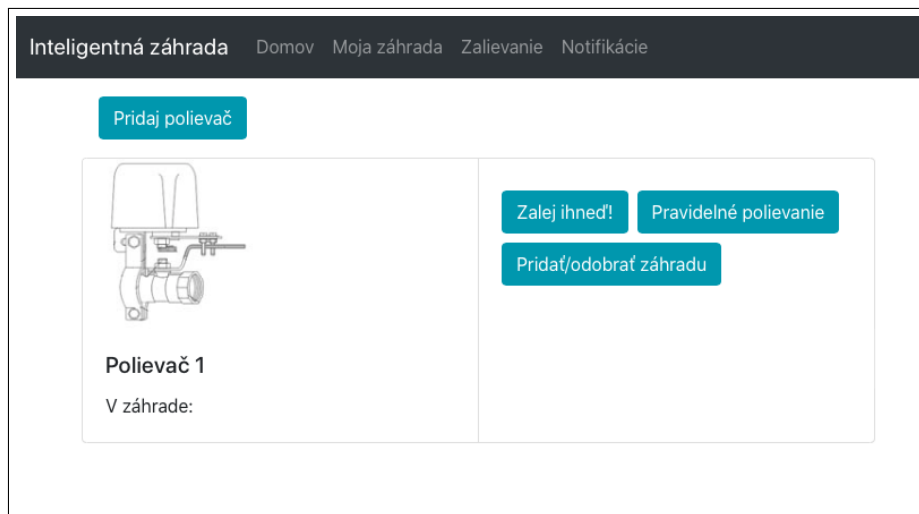 Inteligentná záhrada Domov Moja záhrada Zalievanie Notifikácie
Pridaj polievač
Zalej ihneď! Pravidelné polievanie
Pridať/odobrať záhradu
Polievač 1
V záhrade: